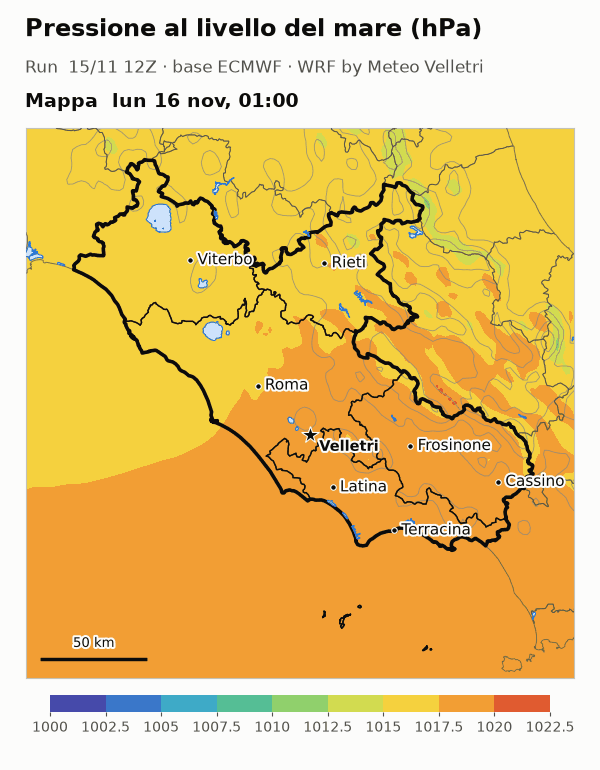 Pressione al livello del mare (hPa)
Run  15/11 12Z · base ECMWF · WRF by Meteo Velletri
Mappa  lun 16 nov, 01:00
Viterbo
Rieti
Roma
Velletri
Frosinone
Latina
Cassino
Terracina
50 km
1000 1002.5 1005 1007.5 1010 1012.5 1015 1017.5 1020 1022.5